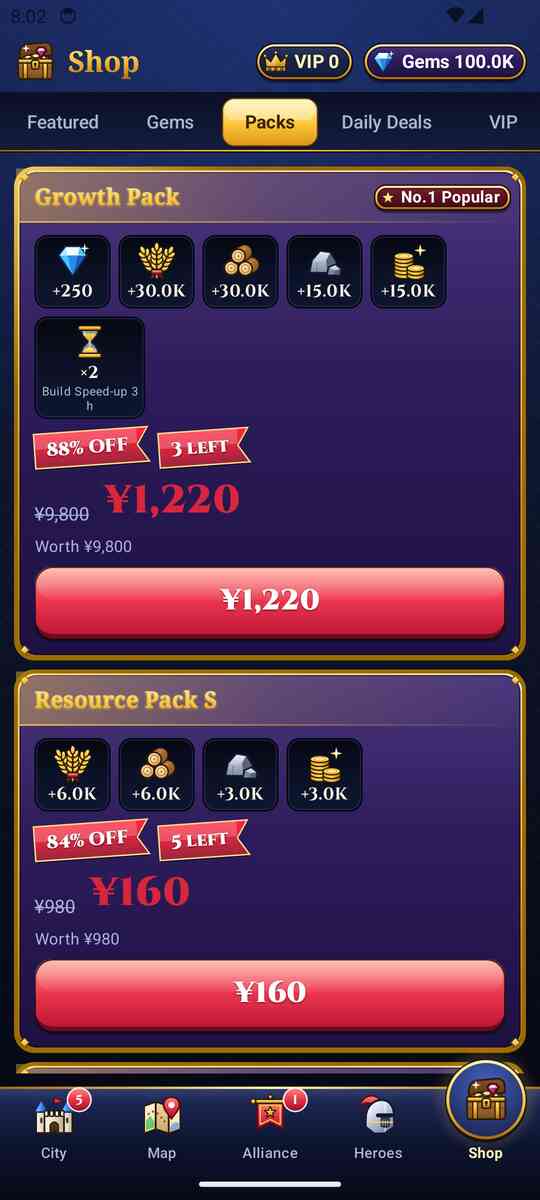 8:02
Shop
VIP 0
Gems 100.0K
Featured
Gems
Packs
Daily Deals
VIP
Growth Pack
★ No.1 Popular
+250
+30.0K
+30.0K
+15.0K
+15.0K
×2
Build Speed-up 3
h
88% OFF
3 LEFT
¥9,800
¥1,220
Worth ¥9,800
¥1,220
Resource Pack S
+6.0K
+6.0K
+3.0K
+3.0K
84% OFF
5 LEFT
¥980
¥160
Worth ¥980
¥160
5
1
City
Map
Alliance
Heroes
Shop